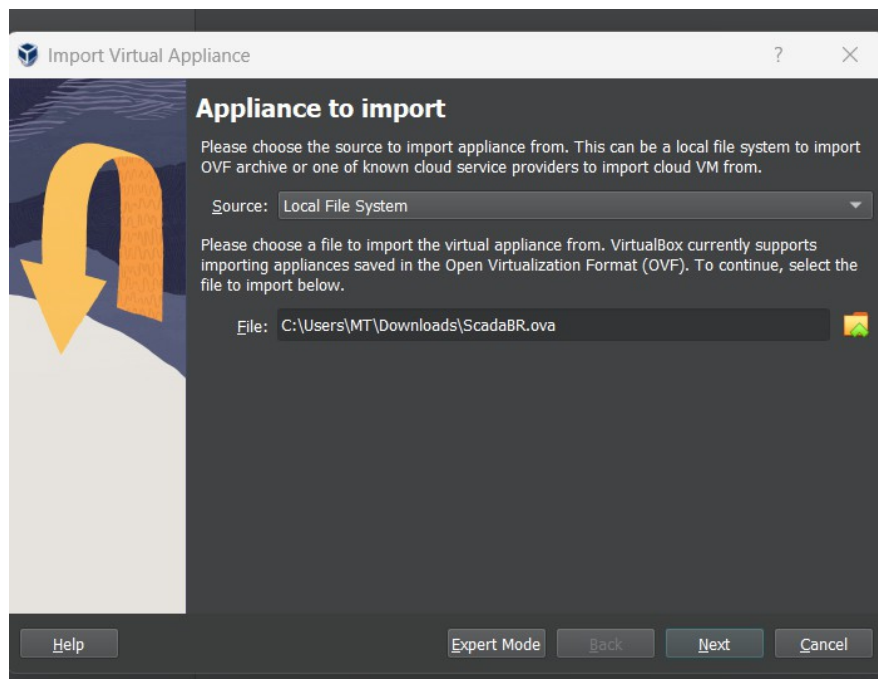 Import Virtual Appliance
?
Appliance to import
Please choose the source to import appliance from. This can be a local file system to import
OVF archive or one of known cloud service providers to import cloud VM from.
Source: Local File System
Please choose a file to import the virtual appliance from. VirtualBox currently supports
importing appliances saved in the Open Virtualization Format (OVF). To continue, select the
file to import below.
File: C:\Users\MT\Downloads\ScadaBR.ova
Help Expert Mode Back Next Cancel